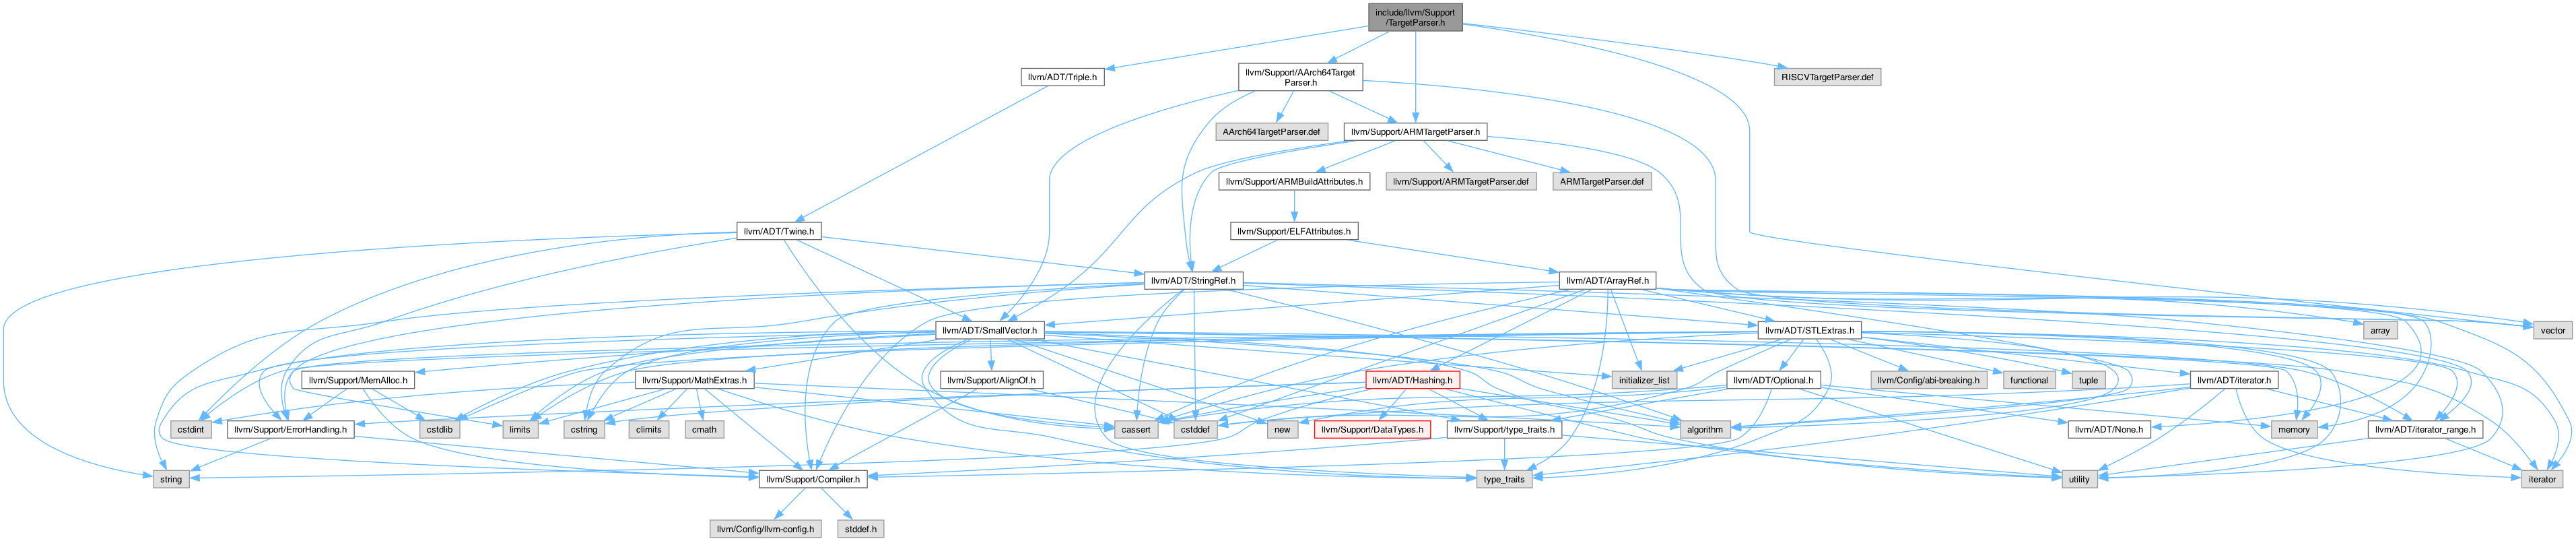 include/llvm/Support
/TargetParser.h
llvm/ADT/Triple.h
llvm/Support/AArch64Target
Parser.h
RISCVTargetParser.def
AArch64TargetParser.def
llvm/Support/ARMTargetParser.h
llvm/Support/ARMBuildAttributes.h
llvm/Support/ARMTargetParser.def
ARMTargetParser.def
llvm/ADT/Twine.h
llvm/Support/ELFAttributes.h
llvm/ADT/StringRef.h
llvm/ADT/ArrayRef.h
llvm/ADT/SmallVector.h
llvm/ADT/STLExtras.h
array
vector
llvm/Support/MemAlloc.h
llvm/Support/MathExtras.h
llvm/Support/AlignOf.h
initializer_list
llvm/ADT/Hashing.h
llvm/ADT/Optional.h
llvm/Config/abi-breaking.h
functional
tuple
llvm/ADT/iterator.h
cstdint
llvm/Support/ErrorHandling.h
cstdlib
limits
cstring
climits
cmath
cassert
cstddef
new
llvm/Support/DataTypes.h
llvm/Support/type_traits.h
algorithm
llvm/ADT/None.h
memory
llvm/ADT/iterator_range.h
string
llvm/Support/Compiler.h
type_traits
utility
iterator
llvm/Config/llvm-config.h
stddef.h